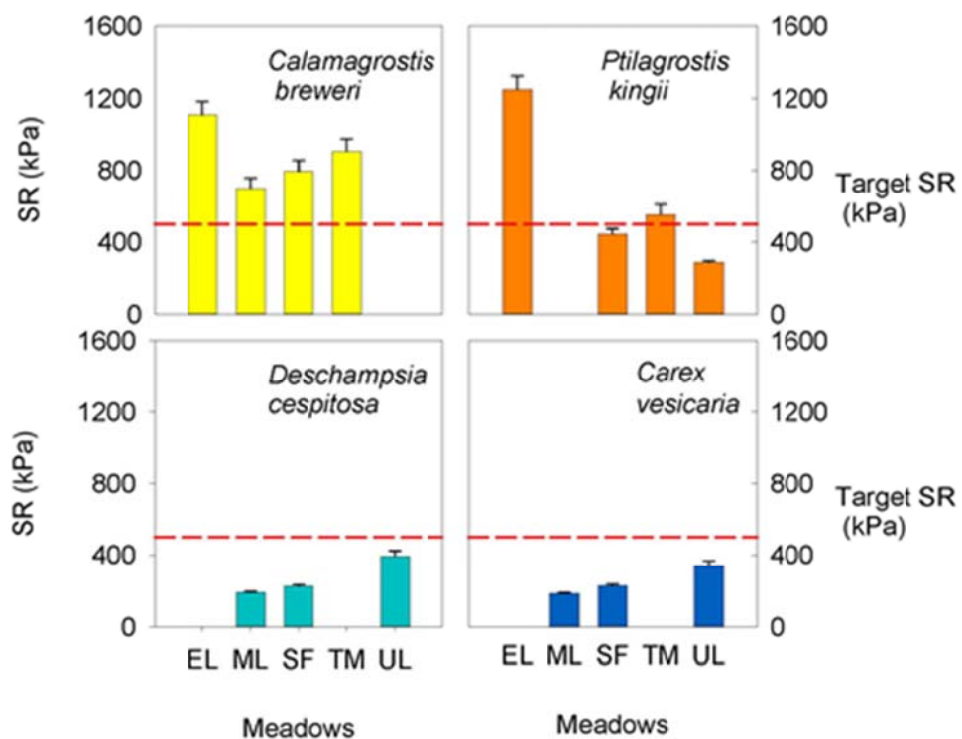 1600
1200
800
400
0
SR (kPa)
Calamagrostis
breweri
Ptilagrostis
kingii
1600
1200
800
400
0
Target SR
(kPa)
1600
1200
800
400
0
SR (kPa)
Deschampsia
cespitosa
Carex
vesicaria
1600
1200
800
400
0
Target SR
(kPa)
EL ML SF TM UL
EL ML SF TM UL
Meadows
Meadows